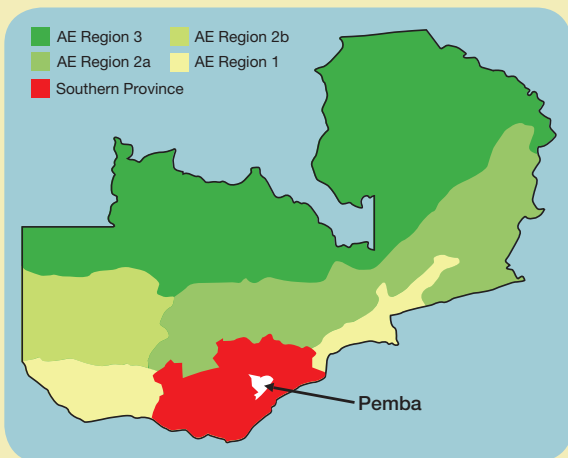 AE Region 3 AE Region 2b
AE Region 2a AE Region 1
Southern Province
Pemba